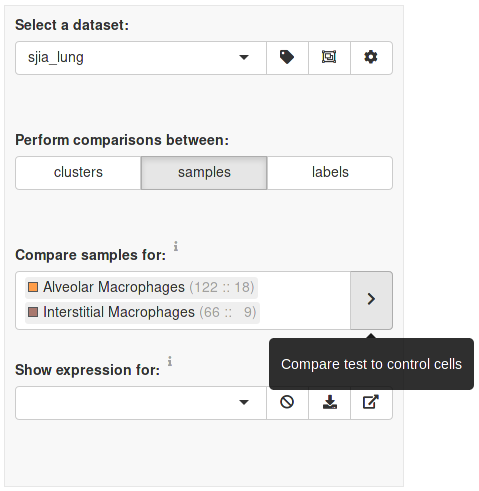 Select a dataset:
sjia_lung
Perform comparisons between:
clusters samples labels
Compare samples for: i
Alveolar Macrophages (122 :: 18)
Interstitial Macrophages (66 :: 9)
Compare test to control cells
Show expression for: i